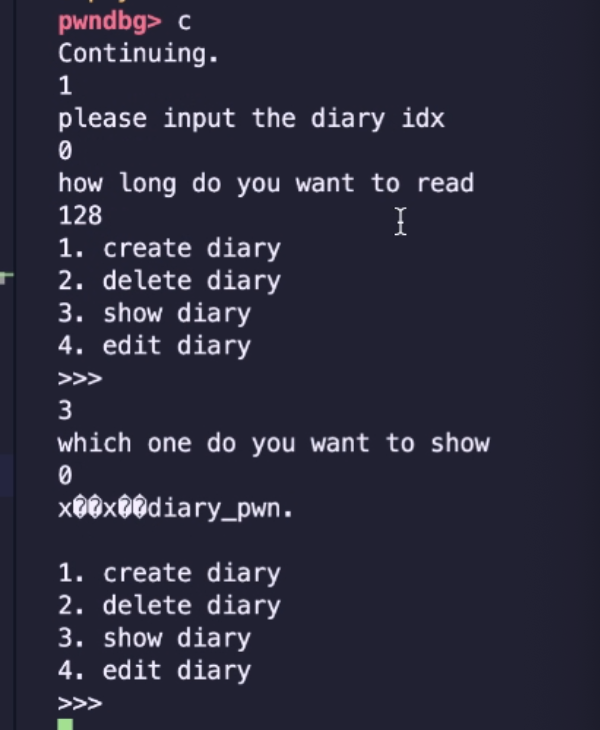 pwndbg> c
Continuing.
1
please input the diary idx
0
how long do you want to read
128
1. create diary
2. delete diary
3. show diary
4. edit diary
>>>
3
which one do you want to show
0
x��x��diary_pwn.
1. create diary
2. delete diary
3. show diary
4. edit diary
>>>